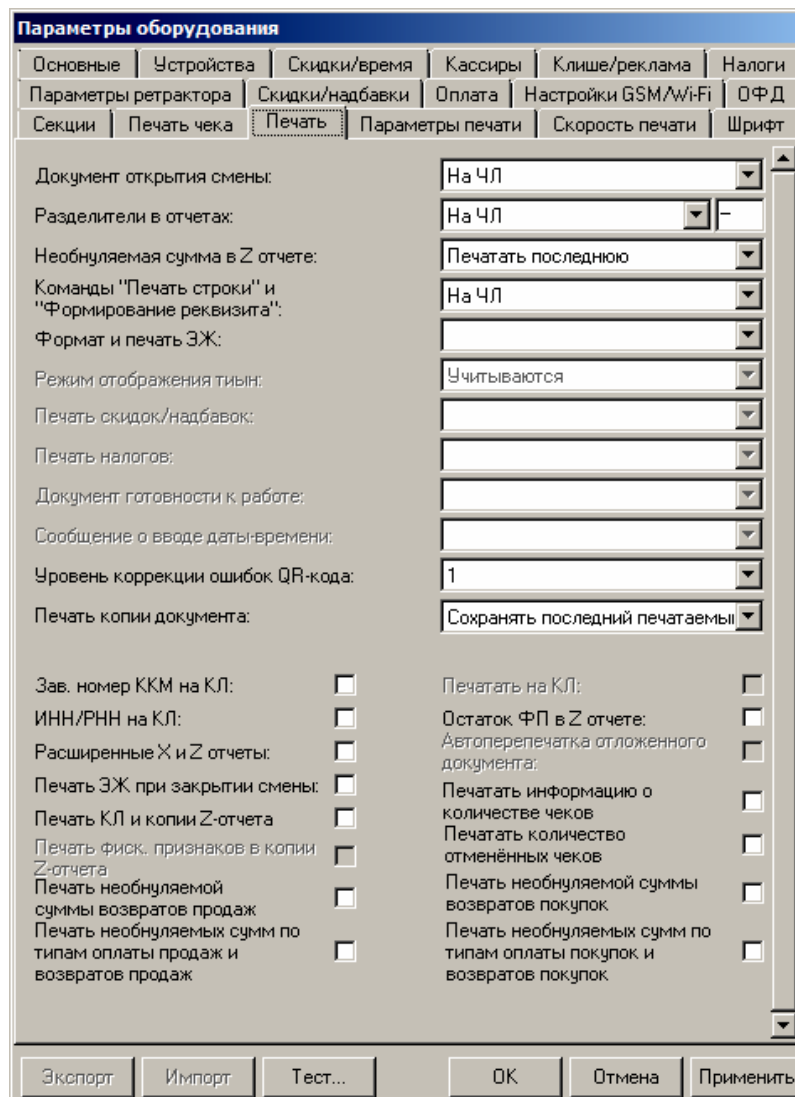 Параметры оборудования
Основные Устройства Скидки/время Кассиры Клише/реклама Налоги
Параметры ретрактора Скидки/надбавки Оплата Настройки GSM/Wi-Fi ОФД
Секции Печать чека Печать Параметры печати Скорость печати Шрифт
Документ открытия смены: На ЧЛ
Разделители в отчетах: На ЧЛ –
Необнуляемая сумма в Z отчете: Печатать последнюю
Команды "Печать строки" и
"Формирование реквизита": На ЧЛ
Формат и печать ЭЖ:
Режим отображения тиын: Учитываются
Печать скидок/надбавок:
Печать налогов:
Документ готовности к работе:
Сообщение о вводе даты-времени:
Уровень коррекции ошибок QR-кода: 1
Печать копии документа: Сохранять последний печатаемы
Зав. номер ККМ на КЛ:
ИНН/РНН на КЛ:
Расширенные X и Z отчеты:
Печать ЭЖ при закрытии смены:
Печать КЛ и копии Z-отчета
Печать фиск. признаков в копии
Z-отчета
Печать необнуляемой
суммы возвратов продаж
Печать необнуляемых сумм по
типам оплаты продаж и
возвратов продаж
Печатать на КЛ:
Остаток ФП в Z отчете:
Автоперепечатка отложенного
документа:
Печатать информацию о
количестве чеков
Печатать количество
отменённых чеков
Печать необнуляемой суммы
возвратов покупок
Печать необнуляемых сумм по
типам оплаты покупок и
возвратов покупок
Экспорт Импорт Тест... OK Отмена Применить